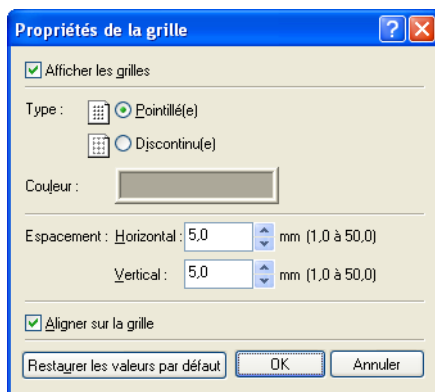 Propriétés de la grille
Afficher les grilles
Type : Pointillé(e)
Discontinu(e)
Couleur :
Espacement : Horizontal : 5,0 mm (1,0 à 50,0)
Vertical : 5,0 mm (1,0 à 50,0)
Aligner sur la grille
Restaurer les valeurs par défaut OK Annuler